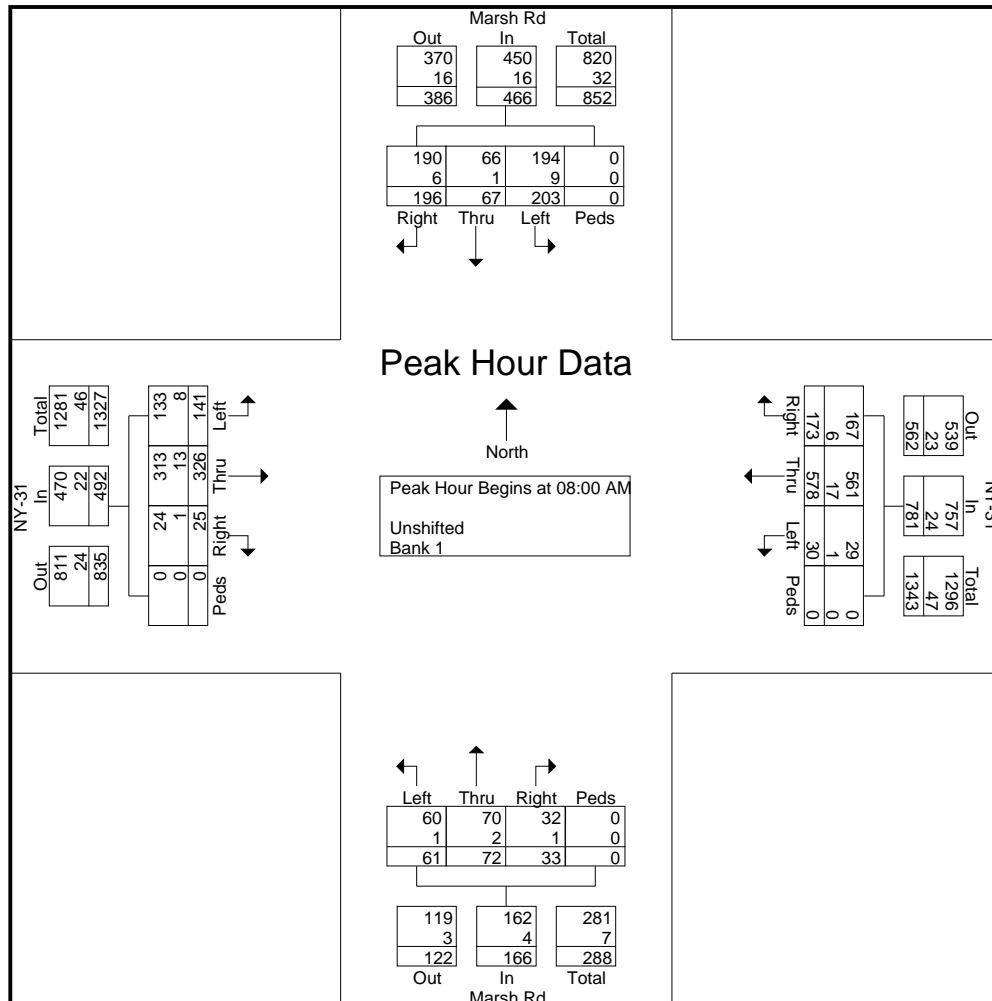 Marsh Rd
Out In Total
370 450 820
16 16 32
386 466 852
190 66 194 0
6 1 9 0
196 67 203 0
Right Thru Left Peds
Peak Hour Data
North
Peak Hour Begins at 08:00 AM
Unshifted
Bank 1
NY-31
Out In Total
811 470 1281
24 22 46
835 492 1327
133 313 24 0
8 13 1 0
141 326 25 0
Left Thru Right Peds
Right Thru Left Peds
173 578 30 0
6 17 1 0
167 561 29 0
562 781 1343
23 24 47
539 757 1296
Out In Total
NY-31
Left Thru Right Peds
60 70 32 0
1 2 1 0
61 72 33 0
119 162 281
3 4 7
122 166 288
Out In Total
Marsh Rd